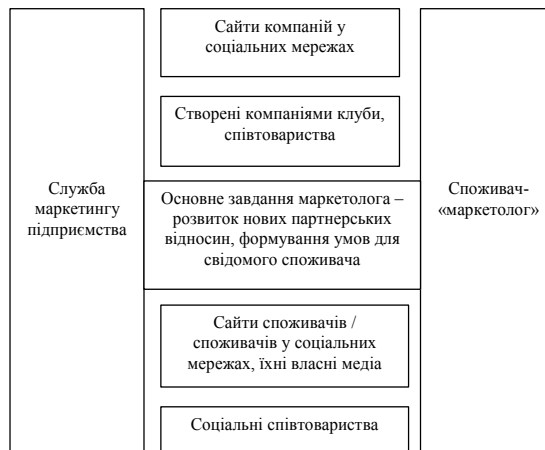 Служба
маркетингу
підприємства
Сайти компаній у
соціальних мережах
Створені компаніями клуби,
співтовариства
Основне завдання маркетолога –
розвиток нових партнерських
відносин, формування умов для
свідомого споживача
Сайти споживачів /
споживачів у соціальних
мережах, їхні власні медіа
Соціальні співтовариства
Споживач-
«маркетолог»